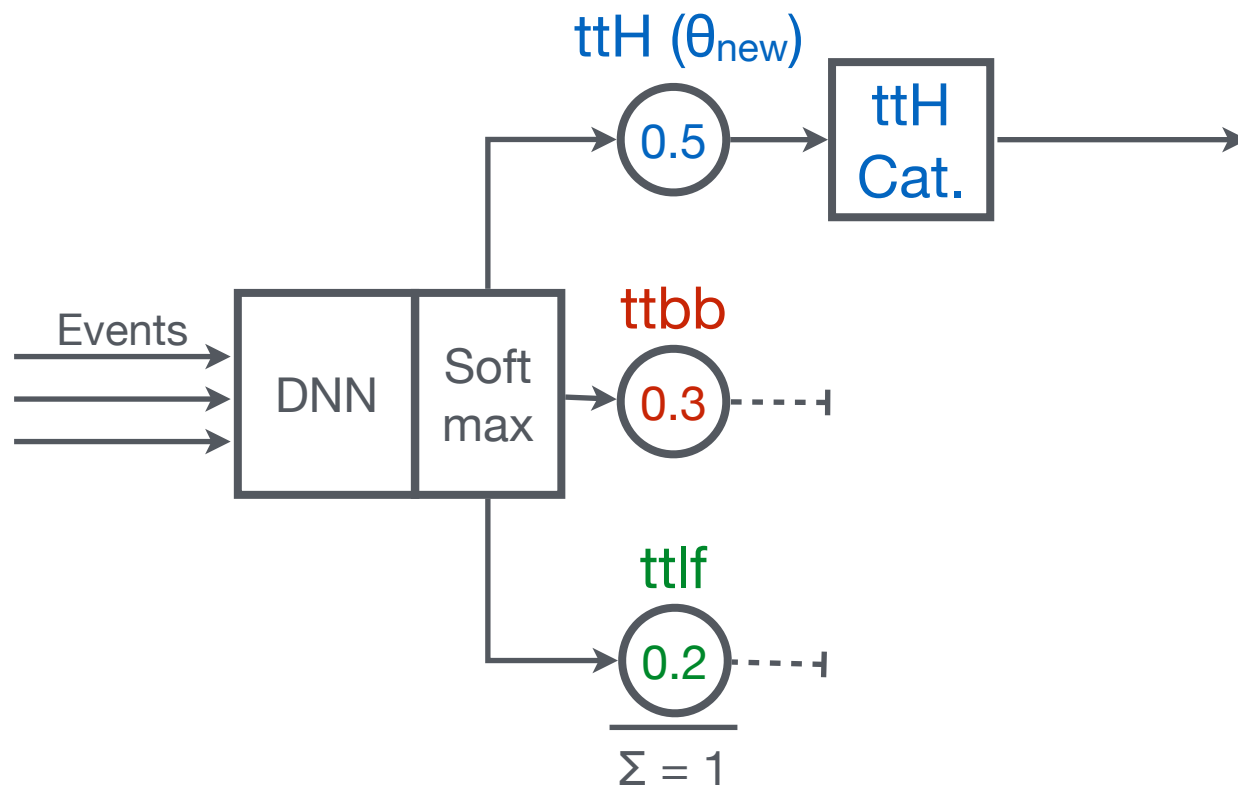 ttH (θnew)
0.5
ttH
Cat.
Events
DNN
Soft
max
ttbb
0.3
ttlf
0.2
Σ = 1